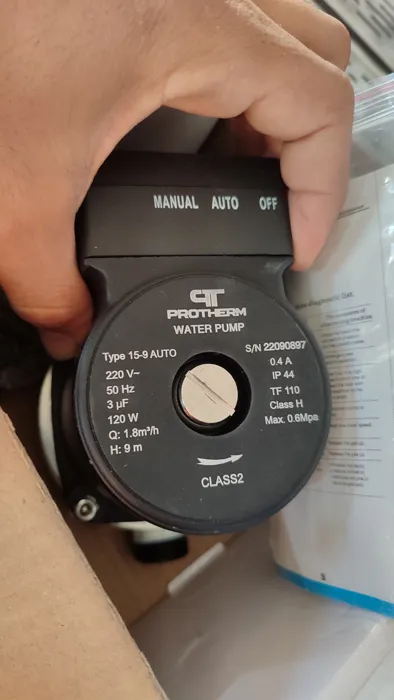 MANUAL AUTO OFF
PT
PROTHERM
WATER PUMP
Type 15-9 AUTO
220 V~
50 Hz
3 µF
120 W
Q: 1.8m³/h
H: 9 m
S/N 22090897
0.4 A
IP 44
TF 110
Class H
Max. 0.6Mpa
CLASS2